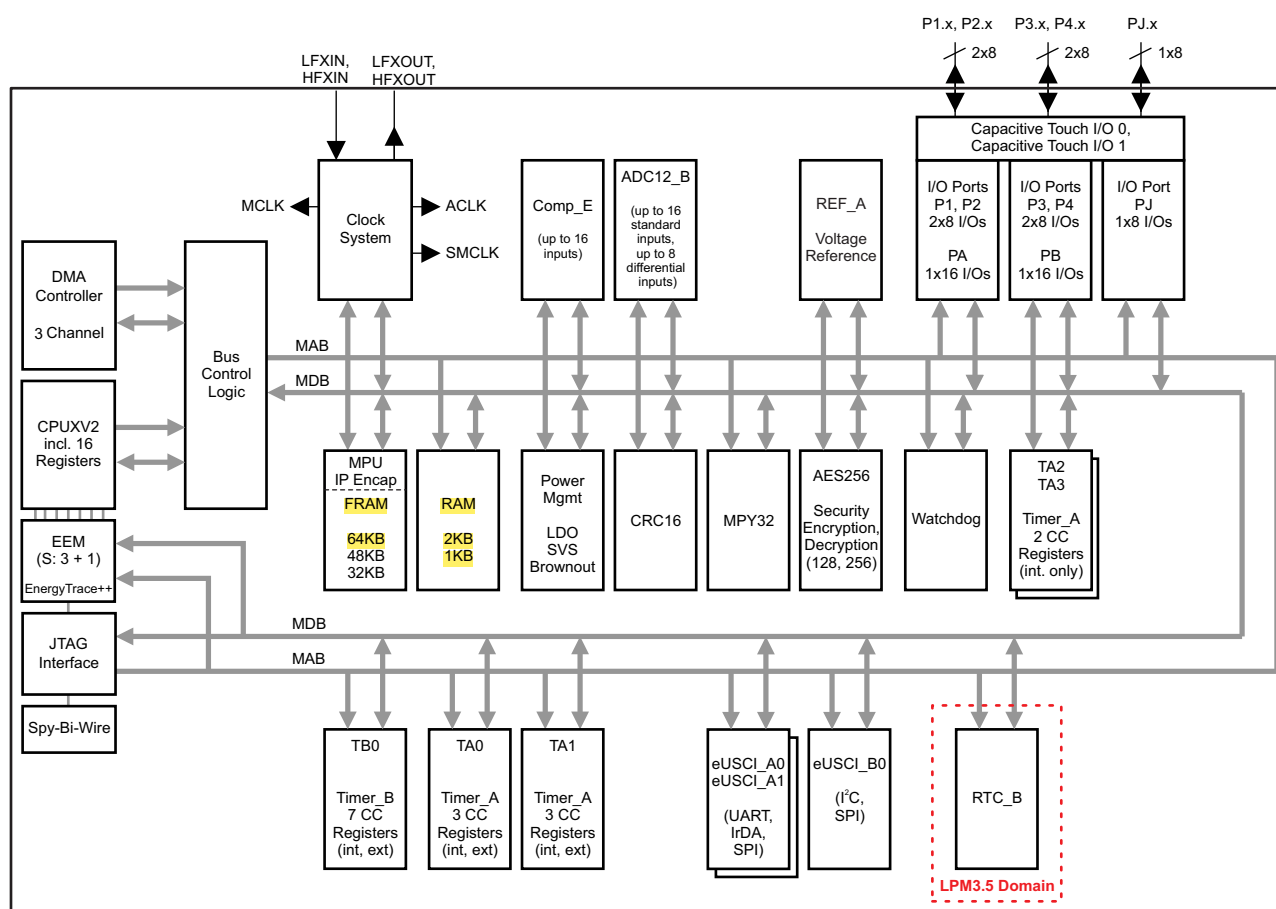 P1.x, P2.x
P3.x, P4.x
PJ.x
2x8
2x8
1x8
LFXIN,
HFXIN
LFXOUT,
HFXOUT
Capacitive Touch I/O 0,
Capacitive Touch I/O 1
MCLK
Clock
System
ACLK
SMCLK
Comp_E
(up to 16
inputs)
ADC12_B
(up to 16
standard
inputs,
up to 8
differential
inputs)
REF_A
Voltage
Reference
I/O Ports
P1, P2
2x8 I/Os
PA
1x16 I/Os
I/O Ports
P3, P4
2x8 I/Os
PB
1x16 I/Os
I/O Port
PJ
1x8 I/Os
DMA
Controller
3 Channel
Bus
Control
Logic
MAB
MDB
CPUXV2
incl. 16
Registers
MPU
IP Encap
FRAM
64KB
48KB
32KB
RAM
2KB
1KB
Power
Mgmt
LDO
SVS
Brownout
CRC16
MPY32
AES256
Security
Encryption,
Decryption
(128, 256)
Watchdog
TA2
TA3
Timer_A
2 CC
Registers
(int. only)
EEM
(S: 3 + 1)
EnergyTrace++
MDB
JTAG
Interface
MAB
Spy-Bi-Wire
TB0
Timer_B
7 CC
Registers
(int, ext)
TA0
Timer_A
3 CC
Registers
(int, ext)
TA1
Timer_A
3 CC
Registers
(int, ext)
eUSCI_A0
eUSCI_A1
(UART,
IrDA,
SPI)
eUSCI_B0
(I²C,
SPI)
RTC_B
LPM3.5 Domain